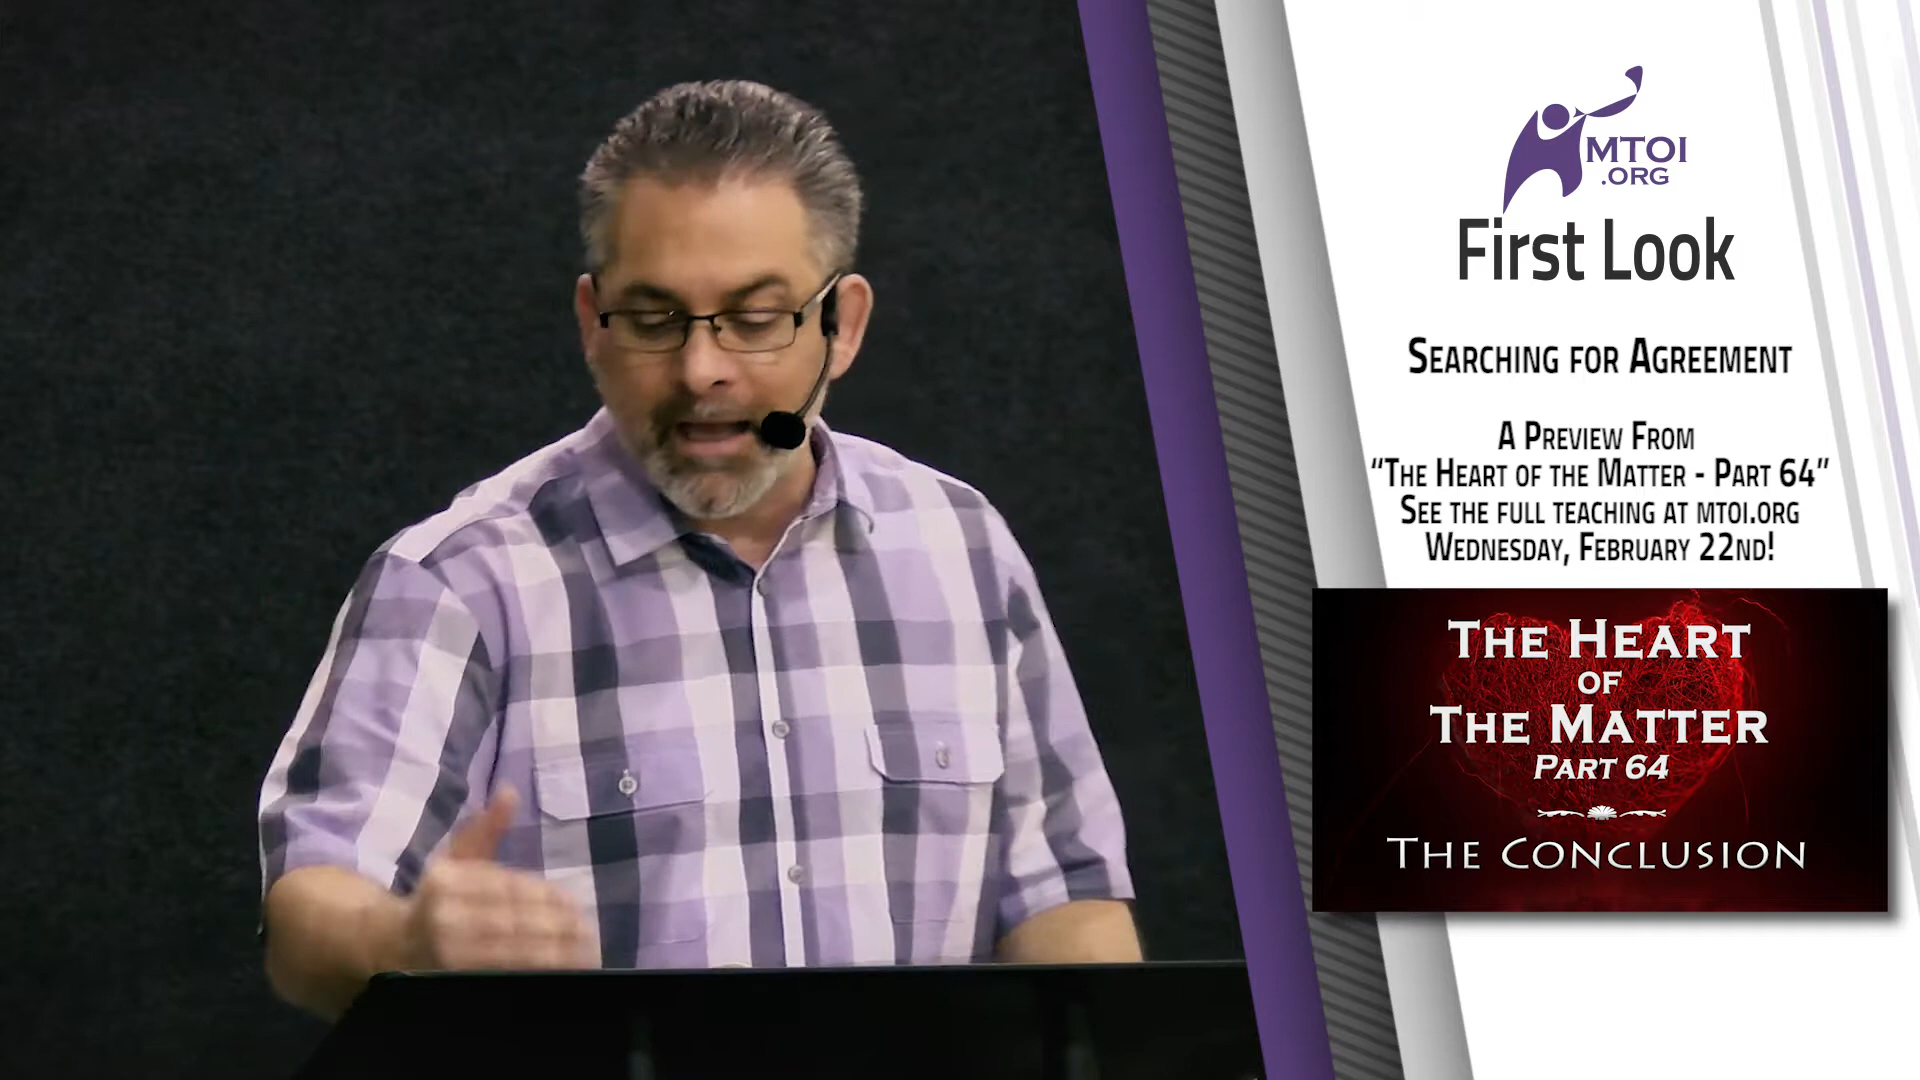 MTOI
.ORG
First Look
Searching for Agreement
A Preview From
“The Heart of the Matter - Part 64”
See the full teaching at mtoi.org
Wednesday, February 22nd!
The Heart
of
The Matter
Part 64
The Conclusion